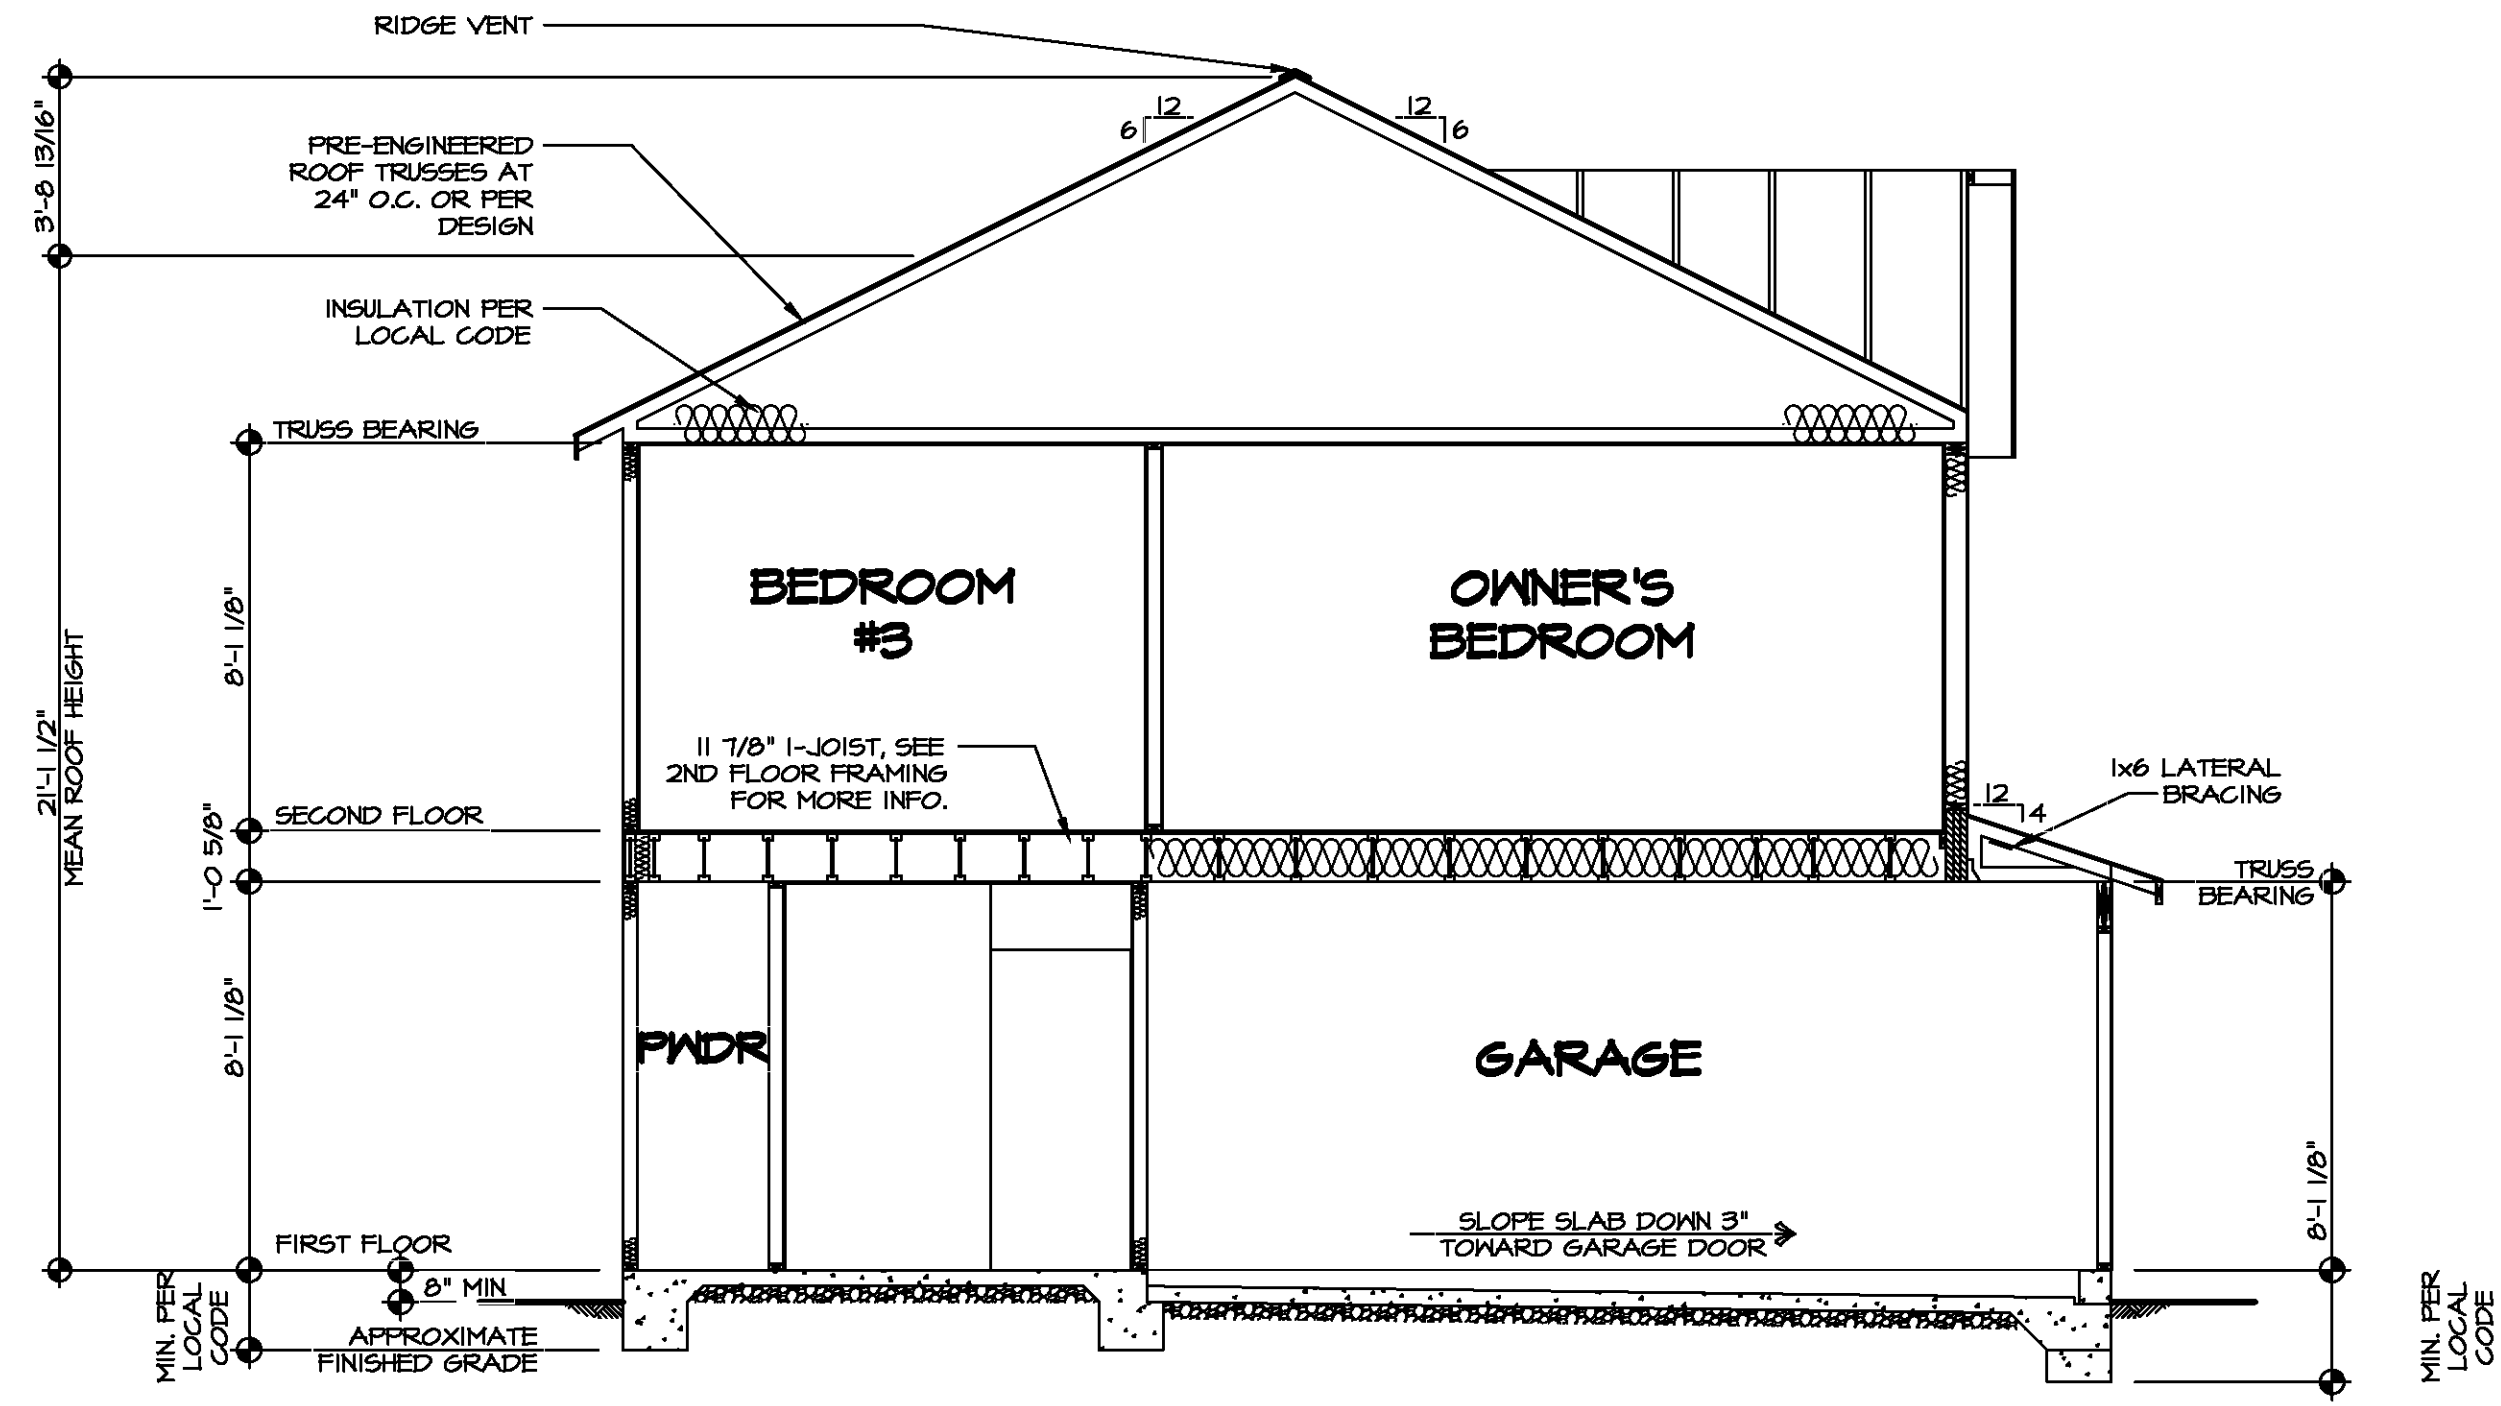 RIDGE VENT
12
6
12
6
3'-8 13/16"
PRE-ENGINEERED
ROOF TRUSSES AT
24" O.C. OR PER
DESIGN
INSULATION PER
LOCAL CODE
TRUSS BEARING
8'-1 1/8"
BEDROOM
#3
OWNER'S
BEDROOM
21'-1 1/2"
MEAN ROOF HEIGHT
11 7/8" I-JOIST, SEE
2ND FLOOR FRAMING
FOR MORE INFO.
1x6 LATERAL
BRACING
12
4
SECOND FLOOR
1'-0 5/8"
TRUSS
BEARING
8'-1 1/8"
PWDR
GARAGE
8'-1 1/8"
SLOPE SLAB DOWN 3"
TOWARD GARAGE DOOR
FIRST FLOOR
8" MIN
MIN. PER
LOCAL
CODE
APPROXIMATE
FINISHED GRADE
MIN. PER
LOCAL
CODE